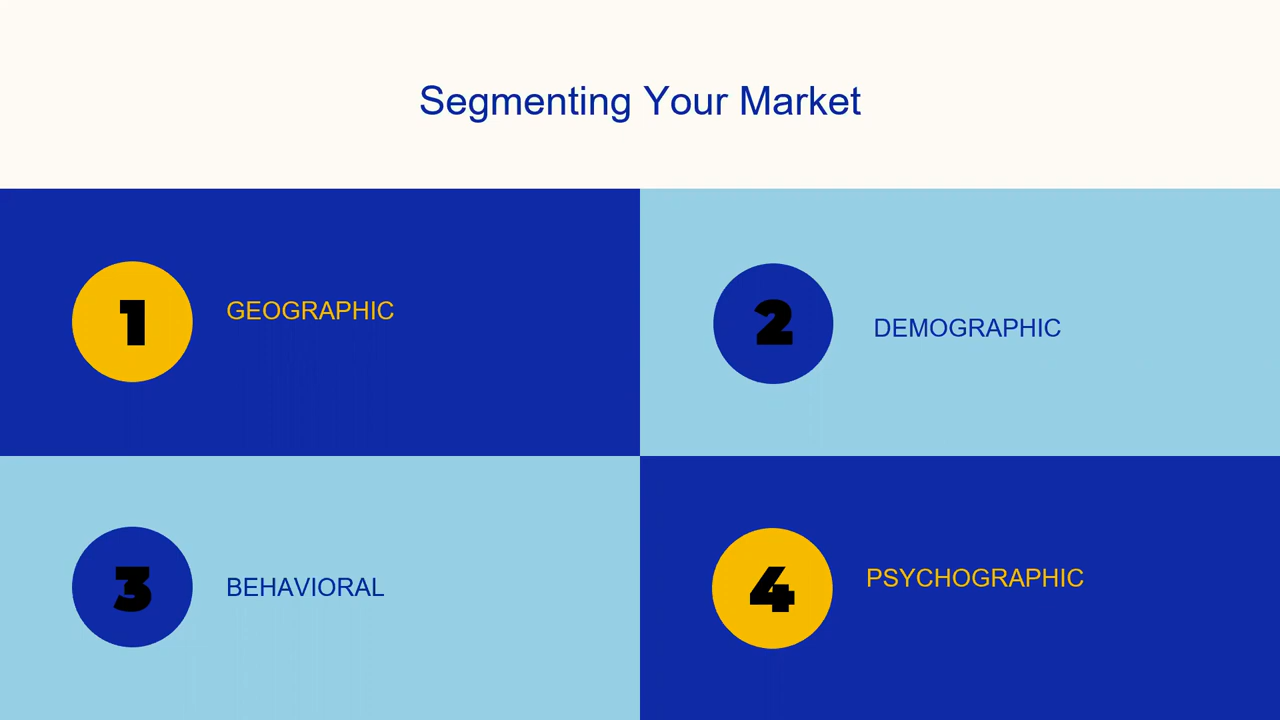 Segmenting Your Market
1
GEOGRAPHIC
2
DEMOGRAPHIC
3
BEHAVIORAL
4
PSYCHOGRAPHIC